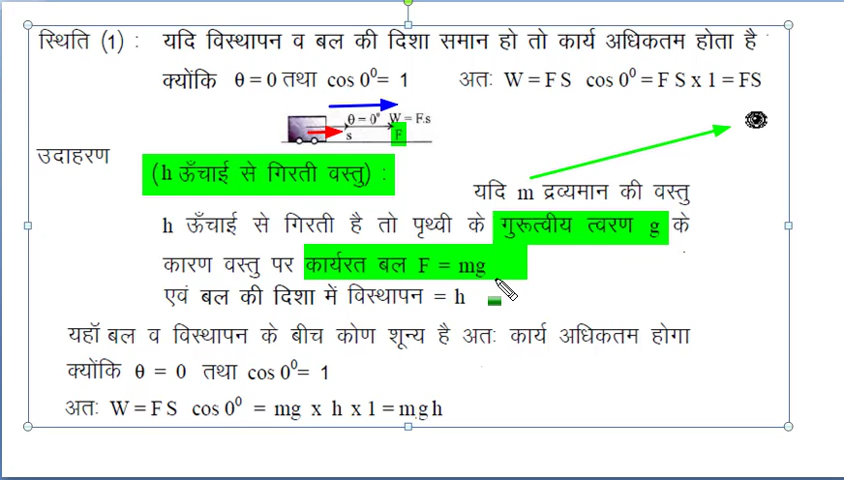 स्थिति (1) : यदि विस्थापन व बल की दिशा समान हो तो कार्य अधिकतम होता है
क्योंकि θ = 0 तथा cos 0⁰= 1 अतः W = F S cos 0⁰ = F S x 1 = FS
θ = 0° W = F.s
s F
उदाहरण
(h ऊँचाई से गिरती वस्तु) :
यदि m द्रव्यमान की वस्तु
h ऊँचाई से गिरती है तो पृथ्वी के गुरूत्वीय त्वरण g के
कारण वस्तु पर कार्यरत बल F = mg
एवं बल की दिशा में विस्थापन = h
यहाँ बल व विस्थापन के बीच कोण शून्य है अतः कार्य अधिकतम होगा
क्योंकि θ = 0 तथा cos 0⁰= 1
अतः W = F S cos 0⁰ = mg x h x 1 = mgh